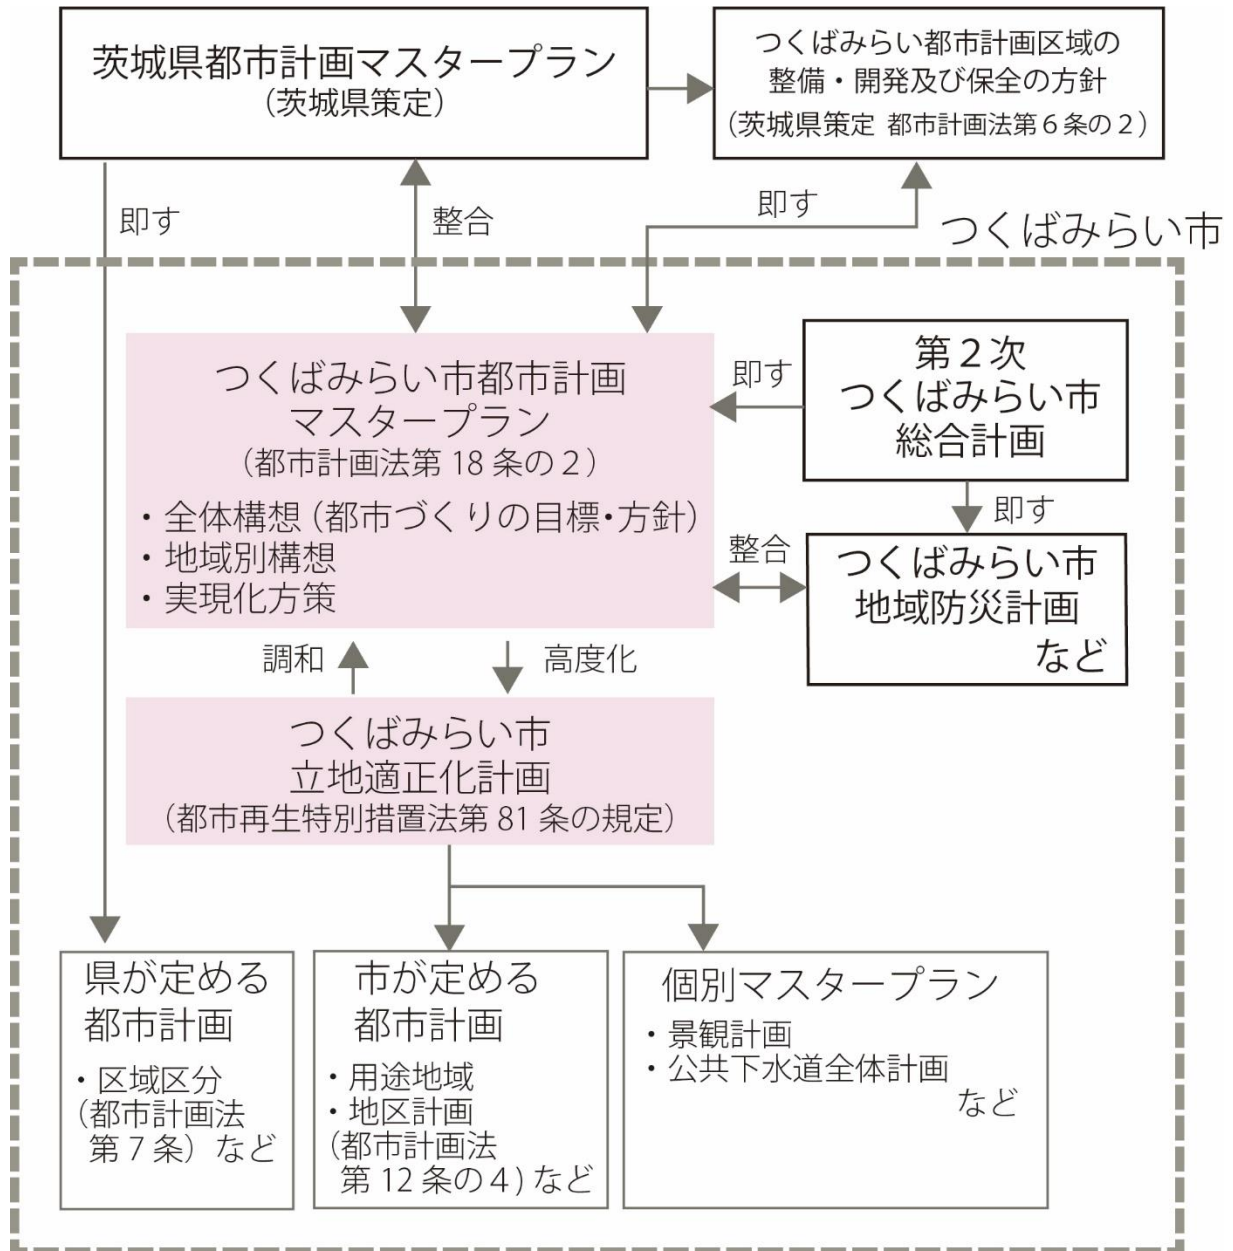 茨城県都市計画マスタープラン
（茨城県策定）
つくばみらい都市計画区域の
整備・開発及び保全の方針
（茨城県策定 都市計画法第６条の２）
即す
整合
即す
つくばみらい市
つくばみらい市都市計画
マスタープラン
（都市計画法第 18 条の２）
・全体構想（都市づくりの目標・方針）
・地域別構想
・実現化方策
即す
第２次
つくばみらい市
総合計画
即す
整合
つくばみらい市
地域防災計画
など
調和
高度化
つくばみらい市
立地適正化計画
（都市再生特別措置法第 81 条の規定）
県が定める
都市計画
・区域区分
（都市計画法
第７条）など
市が定める
都市計画
・用途地域
・地区計画
（都市計画法
第 12 条の４）など
個別マスタープラン
・景観計画
・公共下水道全体計画
など